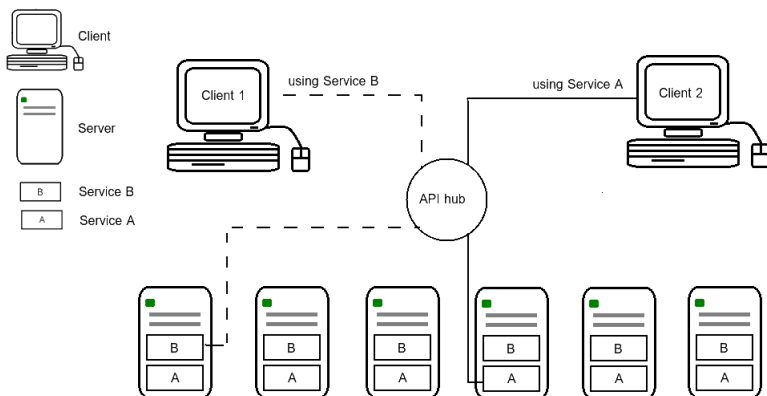 Client
Server
B Service B
A Service A
Client 1
using Service B
using Service A
Client 2
API hub
B B B B B B
A A A A A A